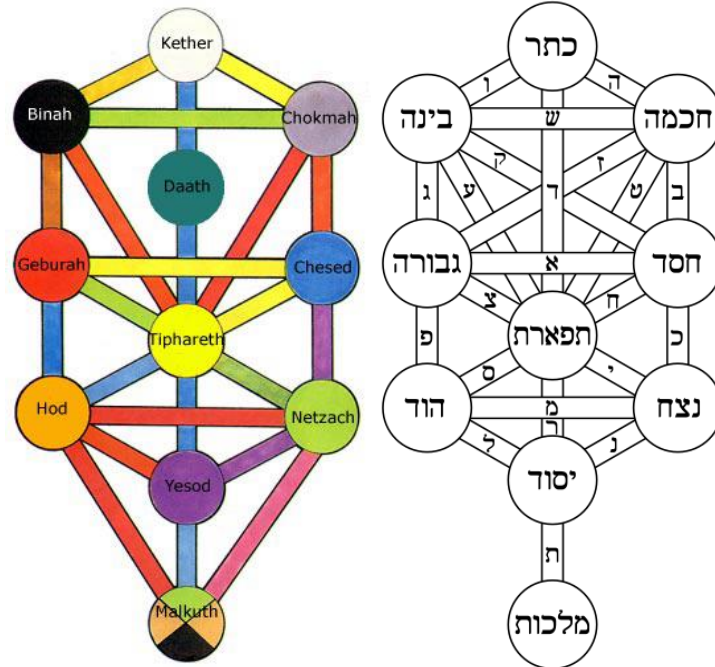 Kether
Binah
Chokmah
Daath
Geburah
Chesed
Tiphareth
Hod
Netzach
Yesod
Malkuth
כתר
ו
ה
בינה
ש
חכמה
ק
ז
ג
ע
ד
ט
ב
גבורה
א
חסד
צ
ח
פ
תפארת
כ
ס
י
הוד
מ
נצח
ר
ל
נ
יסוד
ת
מלכות